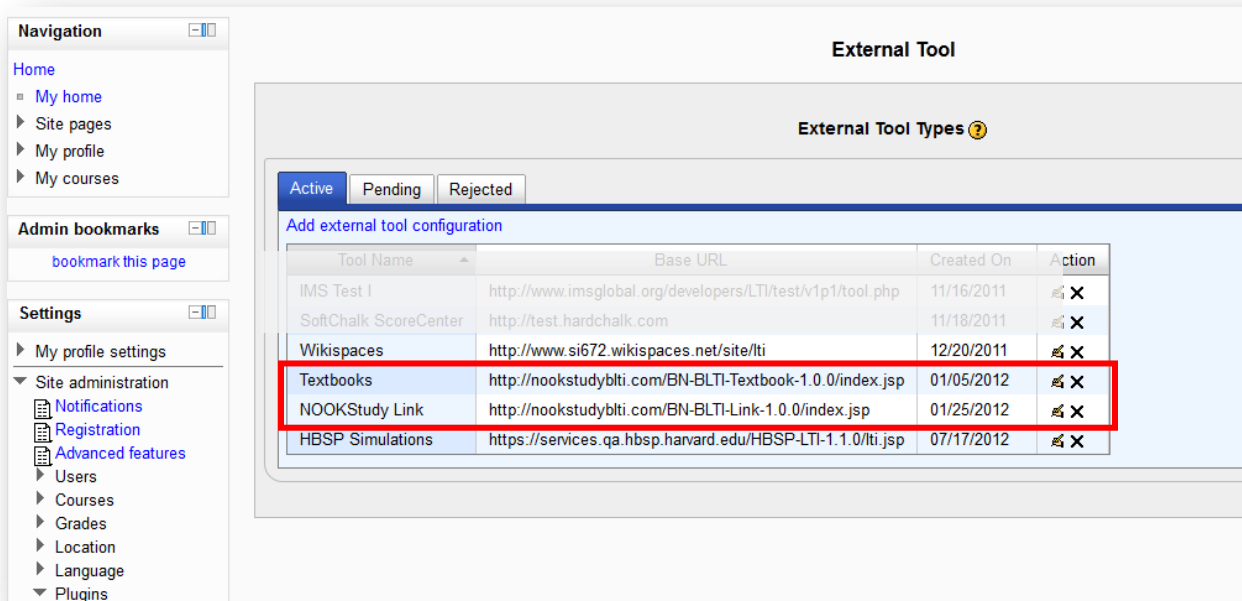 Navigation
Home
My home
Site pages
My profile
My courses
Admin bookmarks
bookmark this page
Settings
My profile settings
Site administration
Notifications
Registration
Advanced features
Users
Courses
Grades
Location
Language
Plugins
External Tool
External Tool Types ?
Active Pending Rejected
Add external tool configuration
Tool Name Base URL Created On Action
IMS Test I http://www.imsglobal.org/developers/LTI/test/v1p1/tool.php 11/16/2011
SoftChalk ScoreCenter http://test.hardchalk.com 11/18/2011
Wikispaces http://www.si672.wikispaces.net/site/lti 12/20/2011
Textbooks http://nookstudyblti.com/BN-BLTI-Textbook-1.0.0/index.jsp 01/05/2012
NOOKStudy Link http://nookstudyblti.com/BN-BLTI-Link-1.0.0/index.jsp 01/25/2012
HBSP Simulations https://services.qa.hbsp.harvard.edu/HBSP-LTI-1.1.0/lti.jsp 07/17/2012